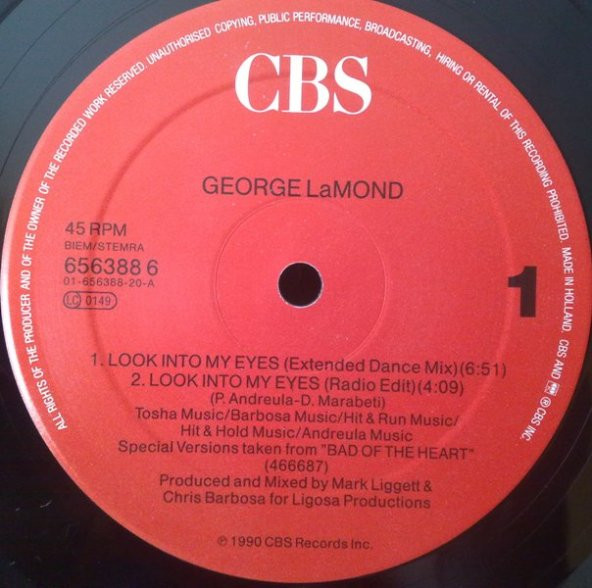 ALL RIGHTS OF THE PRODUCER AND OF THE OWNER OF THE RECORDED WORK RESERVED. UNAUTHORISED COPYING, PUBLIC PERFORMANCE, BROADCASTING, HIRING OR RENTAL OF THIS RECORDING PROHIBITED. MADE IN HOLLAND. CBS AND ℗ CBS INC.
CBS
GEORGE LaMOND
45 RPM
BIEM/STEMRA
656388 6
01-656388-20-A
LC 0149
1
1. LOOK INTO MY EYES (Extended Dance Mix)(6:51)
2. LOOK INTO MY EYES (Radio Edit)(4:09)
(P. Andreula-D. Marabeti)
Tosha Music/Barbosa Music/Hit & Run Music/
Hit & Hold Music/Andreula Music
Special Versions taken from "BAD OF THE HEART"
(466687)
Produced and Mixed by Mark Liggett &
Chris Barbosa for Ligosa Productions
℗ 1990 CBS Records Inc.